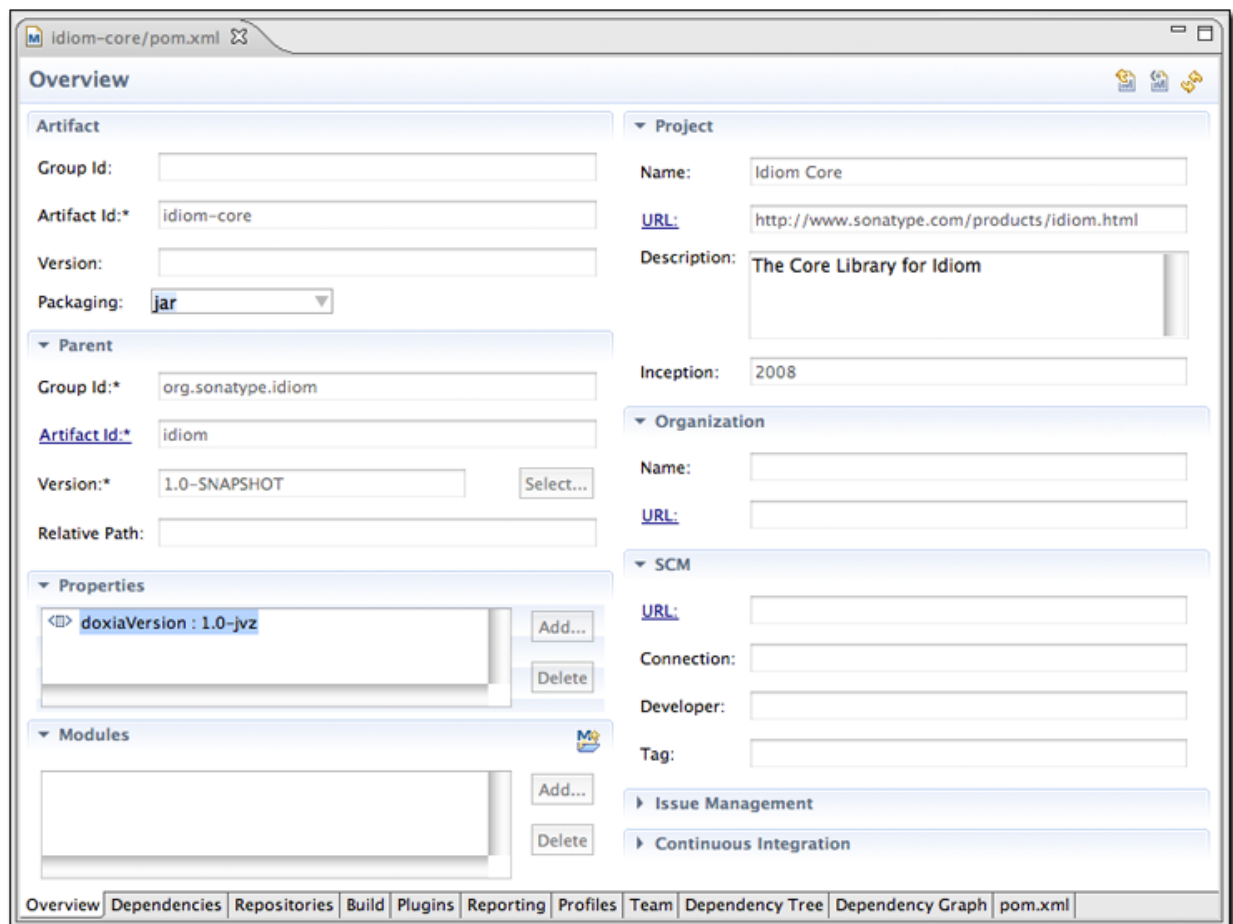 idiom-core/pom.xml
Overview
Artifact
Group Id:
Artifact Id:* idiom-core
Version:
Packaging: jar
Parent
Group Id:* org.sonatype.idiom
Artifact Id:* idiom
Version:* 1.0-SNAPSHOT Select...
Relative Path:
Properties
doxiaVersion : 1.0-jvz
Add...
Delete
Modules
Add...
Delete
Project
Name: Idiom Core
URL: http://www.sonatype.com/products/idiom.html
Description: The Core Library for Idiom
Inception: 2008
Organization
Name:
URL:
SCM
URL:
Connection:
Developer:
Tag:
Issue Management
Continuous Integration
Overview Dependencies Repositories Build Plugins Reporting Profiles Team Dependency Tree Dependency Graph pom.xml